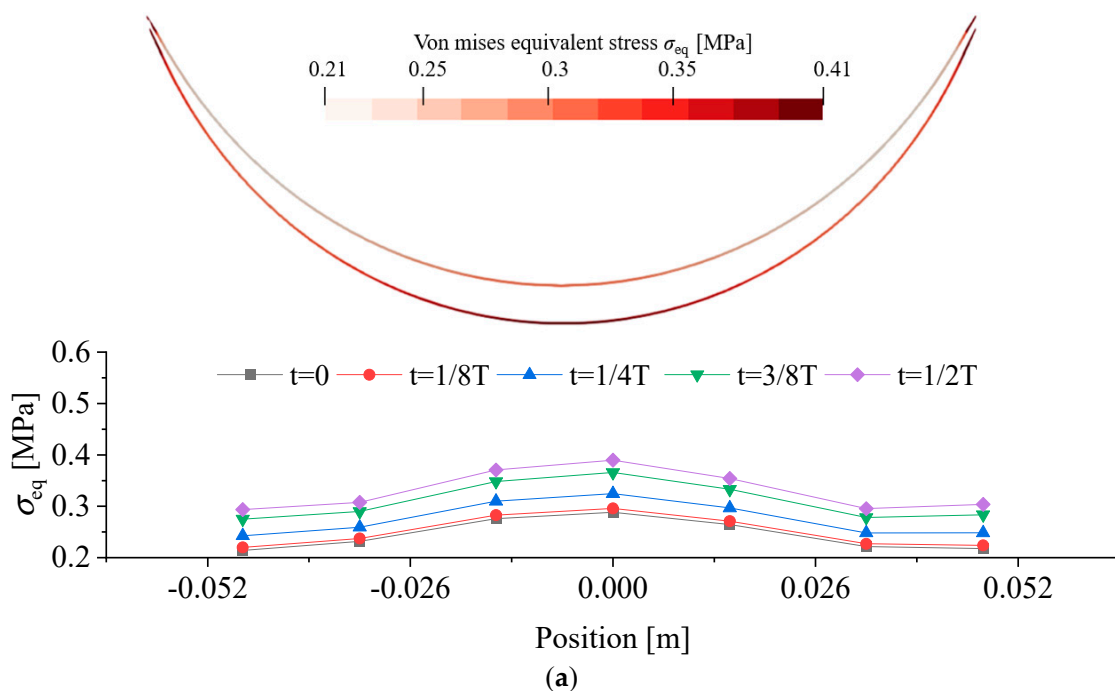 Von mises equivalent stress σeq [MPa]
0.21 0.25 0.3 0.35 0.41
0.6
t=0 t=1/8T t=1/4T t=3/8T t=1/2T
0.5
0.4
0.3
0.2
σeq [MPa]
-0.052 -0.026 0.000 0.026 0.052
Position [m]
(a)